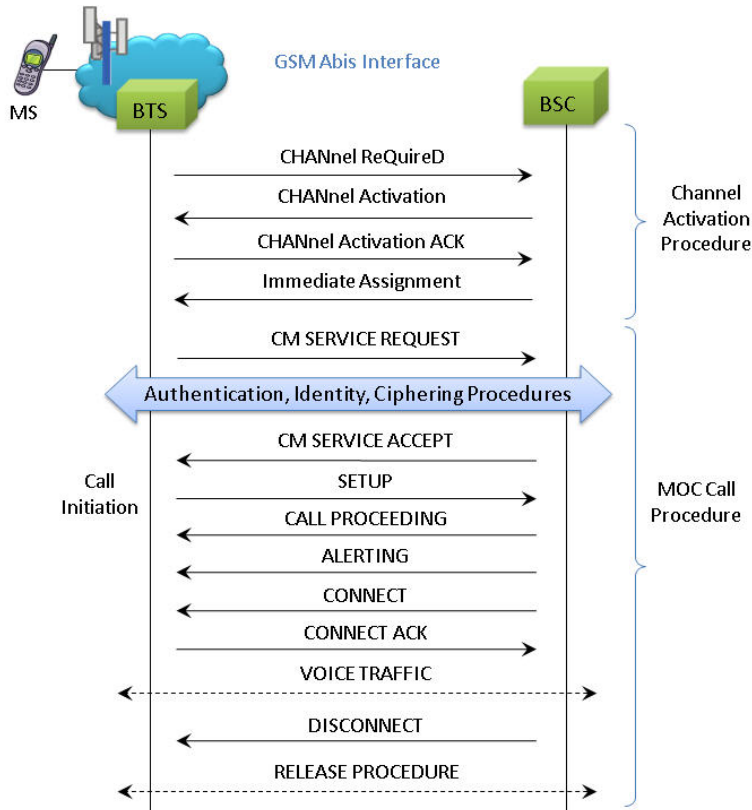 GSM Abis Interface
MS
BTS
BSC
CHANnel ReQuireD
CHANnel Activation
CHANnel Activation ACK
Immediate Assignment
Channel
Activation
Procedure
CM SERVICE REQUEST
Authentication, Identity, Ciphering Procedures
CM SERVICE ACCEPT
Call
Initiation
SETUP
MOC Call
Procedure
CALL PROCEEDING
ALERTING
CONNECT
CONNECT ACK
VOICE TRAFFIC
DISCONNECT
RELEASE PROCEDURE